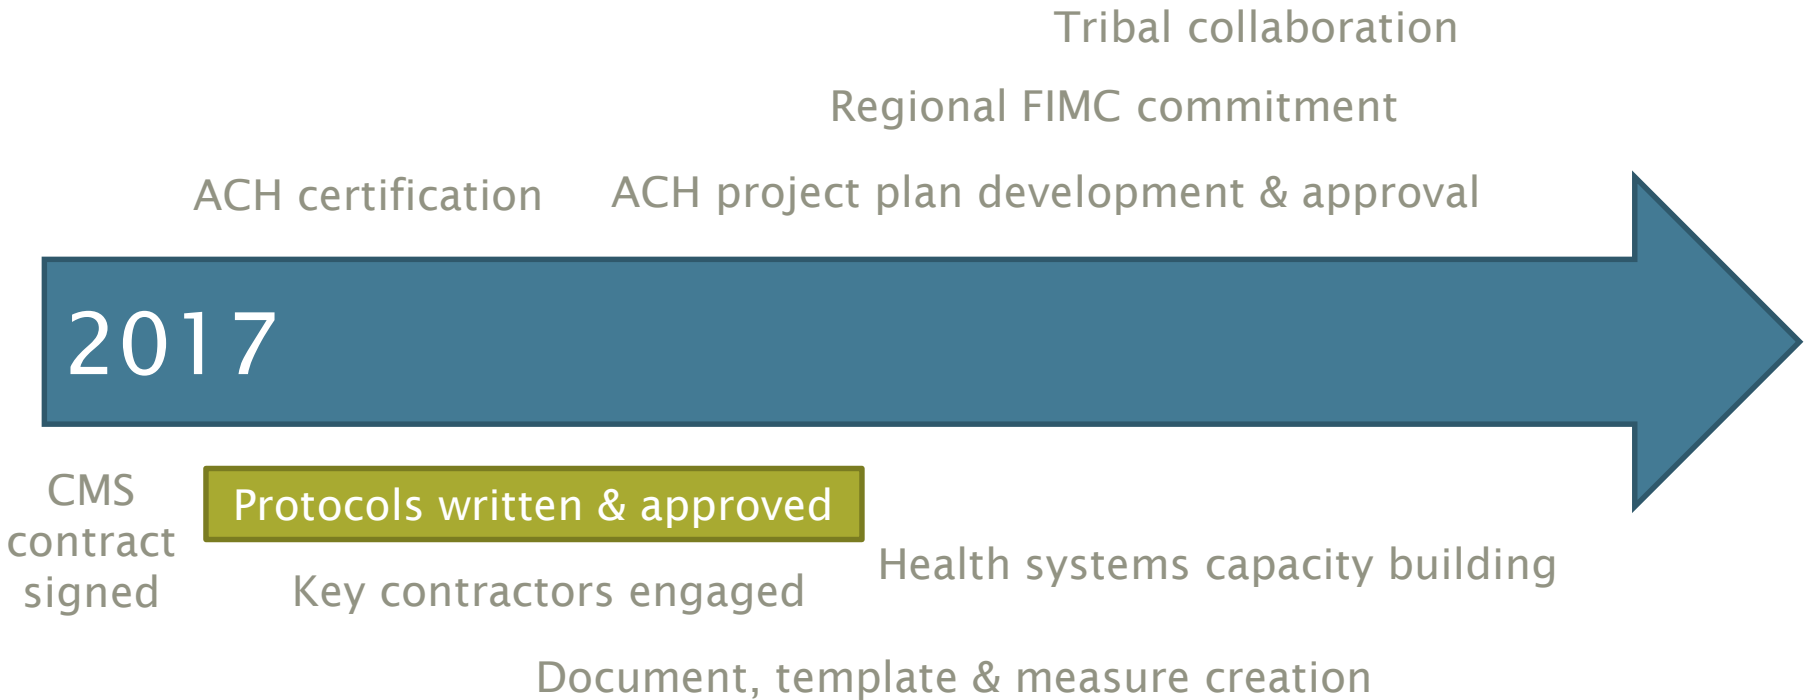 Tribal collaboration
Regional FIMC commitment
ACH certification
ACH project plan development & approval
2017
CMS
contract
signed
Protocols written & approved
Key contractors engaged
Health systems capacity building
Document, template & measure creation